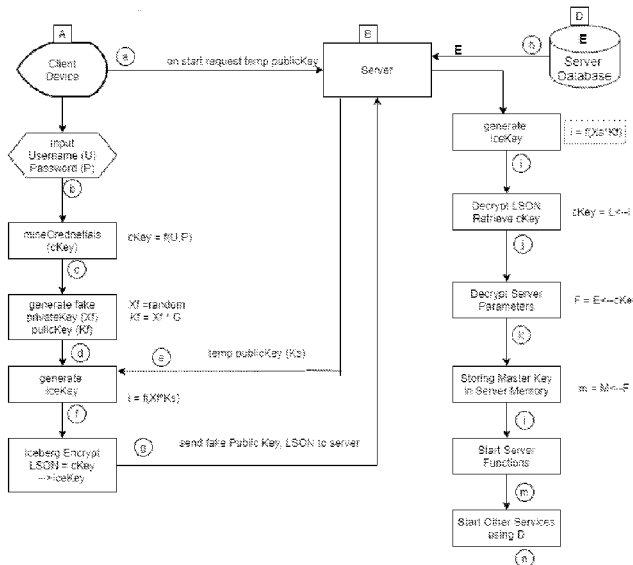 A
Client
Device
a
on start request temp publicKey
B
Server
E
h
D
E
Server
Database
input
Username (U)
Password (P)
b
mineCrednetials
(cKey)
cKey = f(U,P)
c
generate fake
privateKey (Xf)
pulicKey (Kf)
Xf =random
Kf = Xf * G
d
generate
iceKey
e
temp publicKey (Ks)
i = f(Xf*Ks)
f
Iceberg Encrypt
LSON = cKey
-->iceKey
g
send fake Public Key, LSON to server
generate
iceKey
i = f(Xs*Kf)
i
Decrypt LSON
Retrieve cKey
cKey = L<--i
j
Decrypt Server
Parameters
F = E<--cKe
k
Storing Master Key
in Server Memory
m = M<--F
l
Start Server
Functions
m
Start Other Services
using D
n